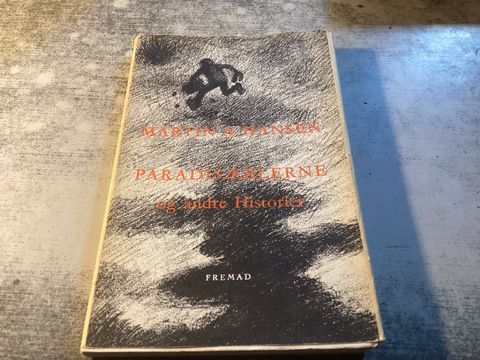 MARTIN A. HANSEN
PARADISÆBLERNE
og andre Historier
FREMAD